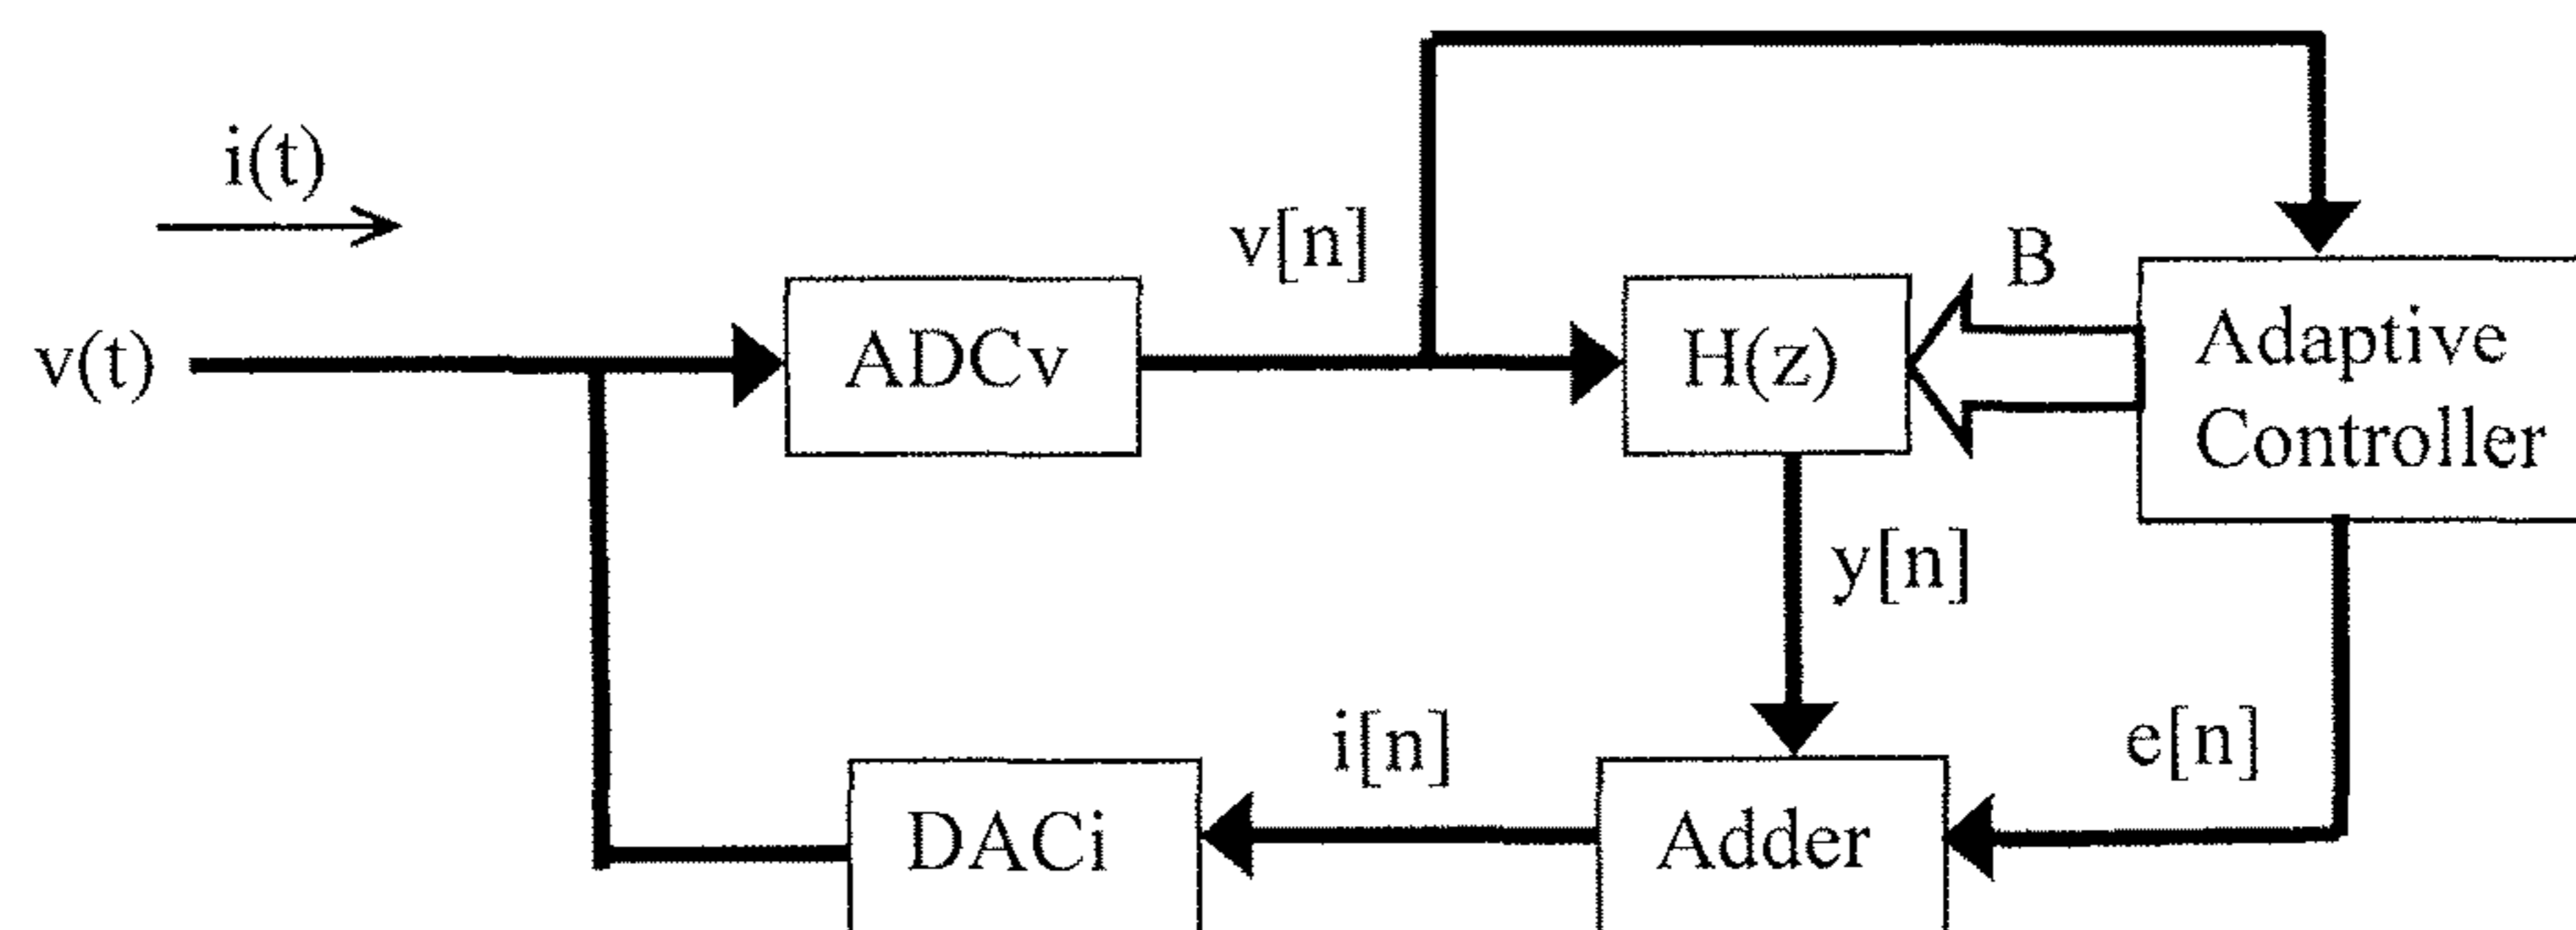 i(t)
v(t)
ADCv
v[n]
H(z)
B
Adaptive
Controller
y[n]
e[n]
i[n]
DACi
Adder